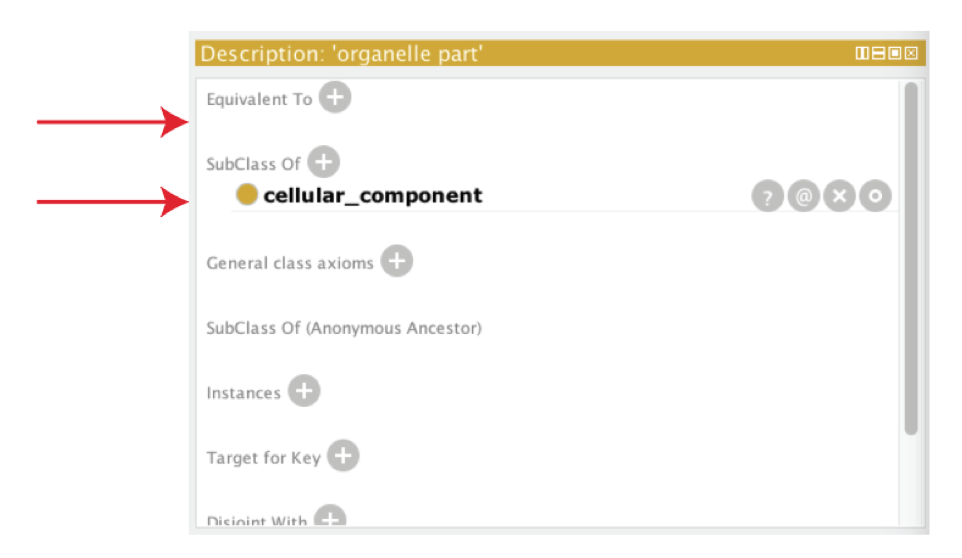 Description: 'organelle part'
Equivalent To
SubClass Of
cellular_component
? @
General class axioms
SubClass Of (Anonymous Ancestor)
Instances
Target for Key
Disjoint With